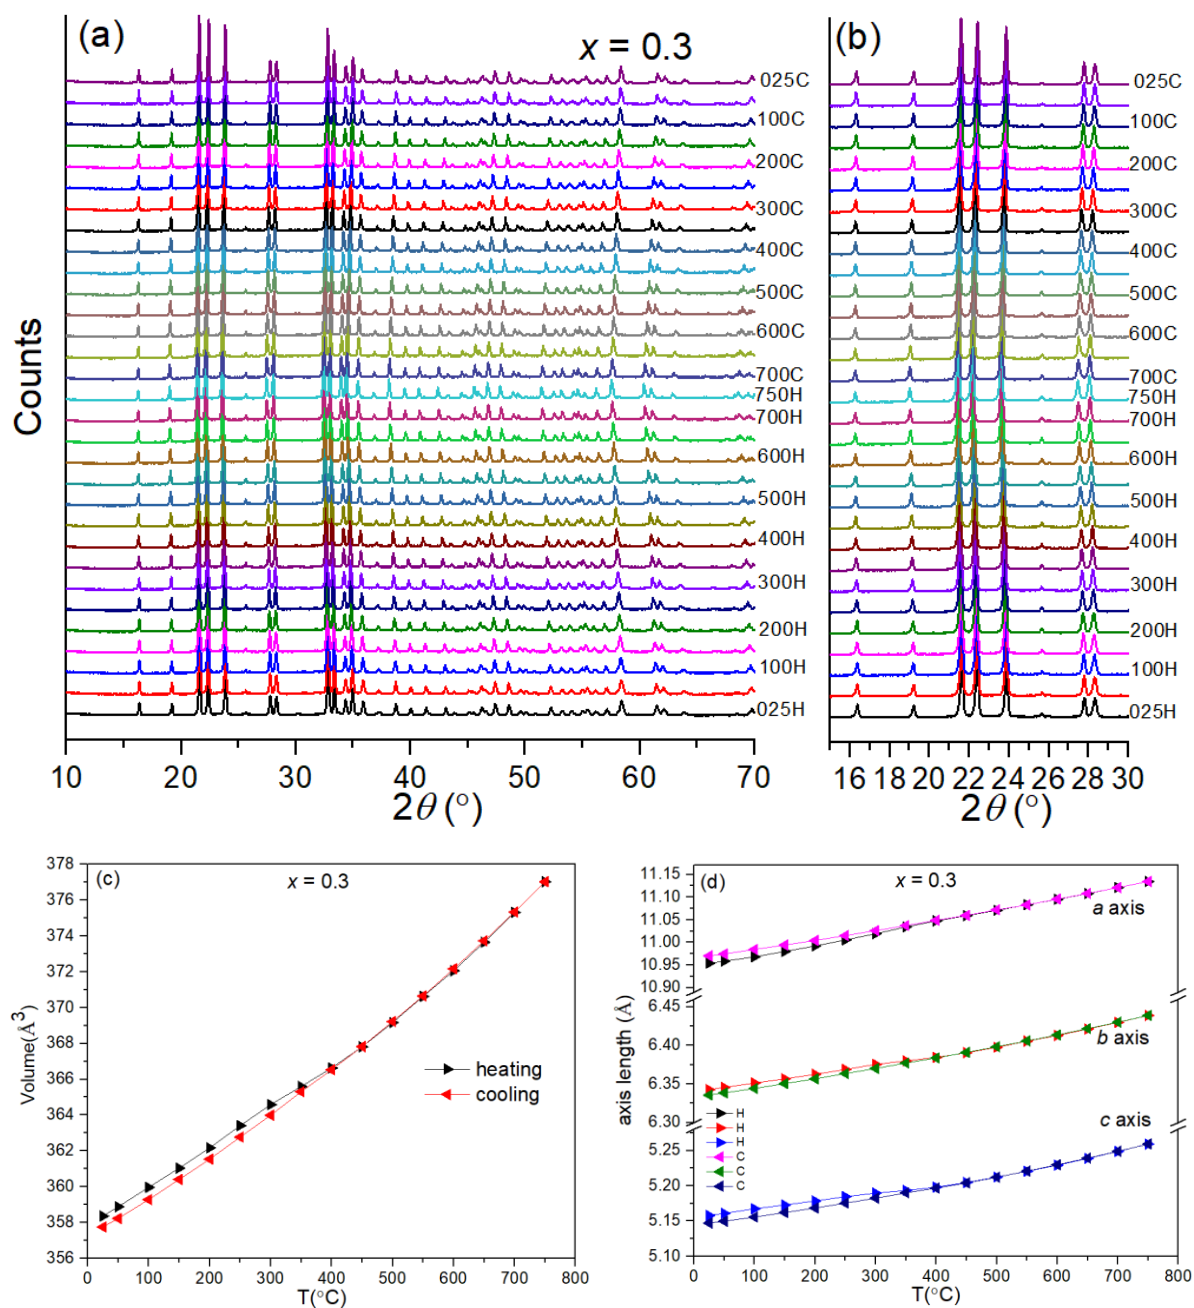 (a)
x = 0.3
025C
100C
200C
300C
400C
500C
600C
700C
750H
700H
600H
500H
400H
300H
200H
100H
025H
Counts
10 20 30 40 50 60 70
2θ (°)
(b)
025C
100C
200C
300C
400C
500C
600C
700C
750H
700H
600H
500H
400H
300H
200H
100H
025H
16 18 20 22 24 26 28 30
2θ (°)
(c)
x = 0.3
378
376
374
372
370
368
366
364
362
360
358
356
Volume(Å³)
heating
cooling
0 100 200 300 400 500 600 700 800
T(°C)
(d)
x = 0.3
11.15
11.10
11.05
11.00
10.95
10.90
6.45
6.40
6.35
6.30
5.25
5.20
5.15
5.10
axis length (Å)
a axis
b axis
c axis
H
H
H
C
C
C
0 100 200 300 400 500 600 700 800
T(°C)